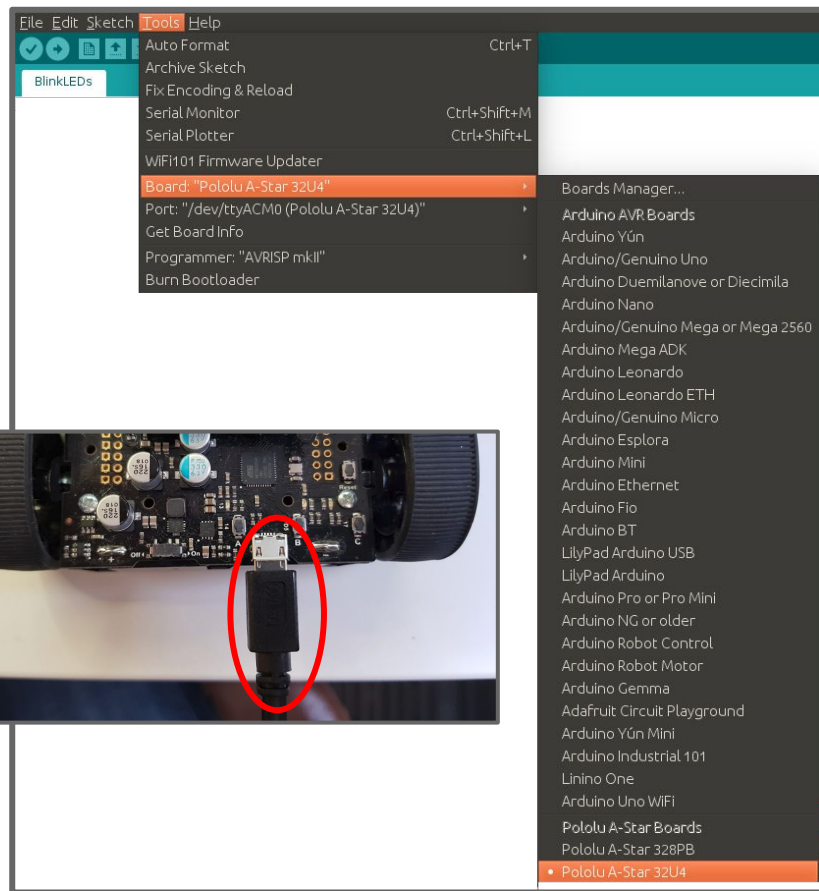 File Edit Sketch Tools Help
BlinkLEDs
Auto Format Ctrl+T
Archive Sketch
Fix Encoding & Reload
Serial Monitor Ctrl+Shift+M
Serial Plotter Ctrl+Shift+L
WiFi101 Firmware Updater
Board: "Pololu A-Star 32U4"
Port: "/dev/ttyACM0 (Pololu A-Star 32U4)"
Get Board Info
Programmer: "AVRISP mkII"
Burn Bootloader
Boards Manager...
Arduino AVR Boards
Arduino Yún
Arduino/Genuino Uno
Arduino Duemilanove or Diecimila
Arduino Nano
Arduino/Genuino Mega or Mega 2560
Arduino Mega ADK
Arduino Leonardo
Arduino Leonardo ETH
Arduino/Genuino Micro
Arduino Esplora
Arduino Mini
Arduino Ethernet
Arduino Fio
Arduino BT
LilyPad Arduino USB
LilyPad Arduino
Arduino Pro or Pro Mini
Arduino NG or older
Arduino Robot Control
Arduino Robot Motor
Arduino Gemma
Adafruit Circuit Playground
Arduino Yún Mini
Arduino Industrial 101
Linino One
Arduino Uno WiFi
Pololu A-Star Boards
Pololu A-Star 328PB
Pololu A-Star 32U4
Reset
A
B
C
Off
On